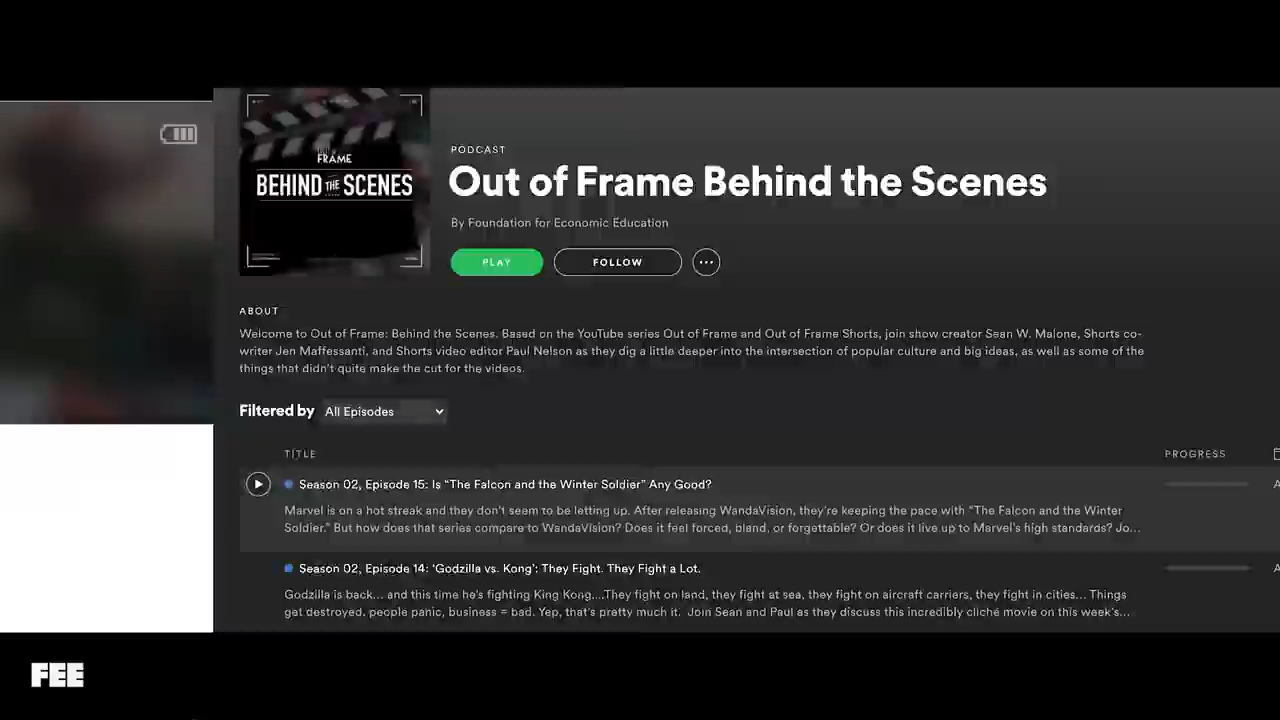 FRAME
BEHIND THE SCENES
PODCAST
Out of Frame Behind the Scenes
By Foundation for Economic Education
PLAY
FOLLOW
ABOUT
Welcome to Out of Frame: Behind the Scenes. Based on the YouTube series Out of Frame and Out of Frame Shorts, join show creator Sean W. Malone, Shorts co-
writer Jen Maffessanti, and Shorts video editor Paul Nelson as they dig a little deeper into the intersection of popular culture and big ideas, as well as some of the
things that didn't quite make the cut for the videos.
Filtered by All Episodes
TITLE PROGRESS
Season 02, Episode 15: Is “The Falcon and the Winter Soldier” Any Good? A
Marvel is on a hot streak and they don't seem to be letting up. After releasing WandaVision, they're keeping the pace with "The Falcon and the Winter
Soldier." But how does that series compare to WandaVision? Does it feel forced, bland, or forgettable? Or does it live up to Marvel's high standards? Jo...
Season 02, Episode 14: 'Godzilla vs. Kong': They Fight. They Fight a Lot. A
Godzilla is back... and this time he's fighting King Kong....They fight on land, they fight at sea, they fight on aircraft carriers, they fight in cities... Things
get destroyed, people panic, business = bad. Yep, that's pretty much it. Join Sean and Paul as they discuss this incredibly cliché movie on this week's...
FEE